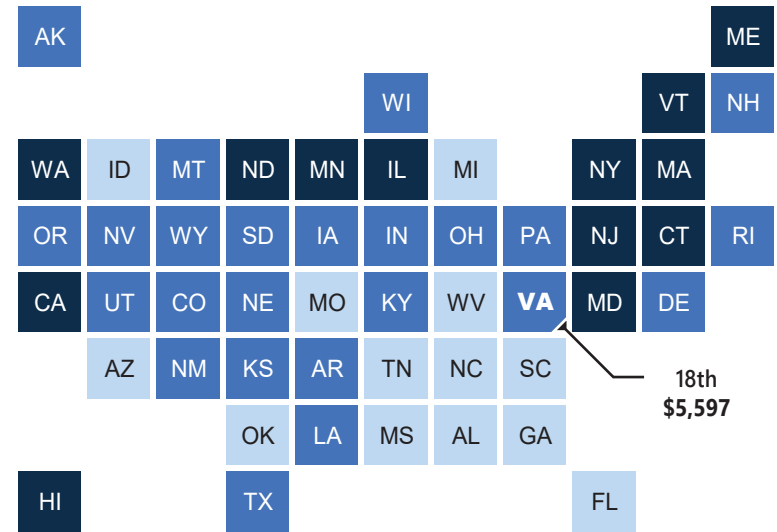 AK ME
WI VT NH
WA ID MT ND MN IL MI NY MA
OR NV WY SD IA IN OH PA NJ CT RI
CA UT CO NE MO KY WV VA MD DE
AZ NM KS AR TN NC SC
18th
$5,597
OK LA MS AL GA
HI TX FL